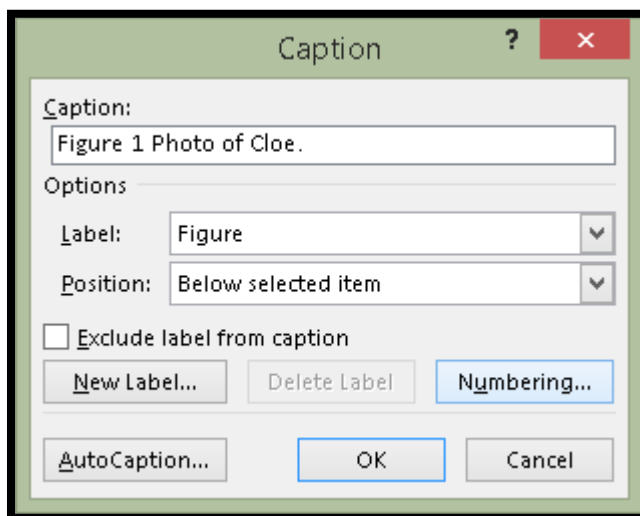 Caption ? ×
Caption:
Figure 1 Photo of Cloe.
Options
Label: Figure
Position: Below selected item
Exclude label from caption
New Label... Delete Label Numbering...
AutoCaption... OK Cancel